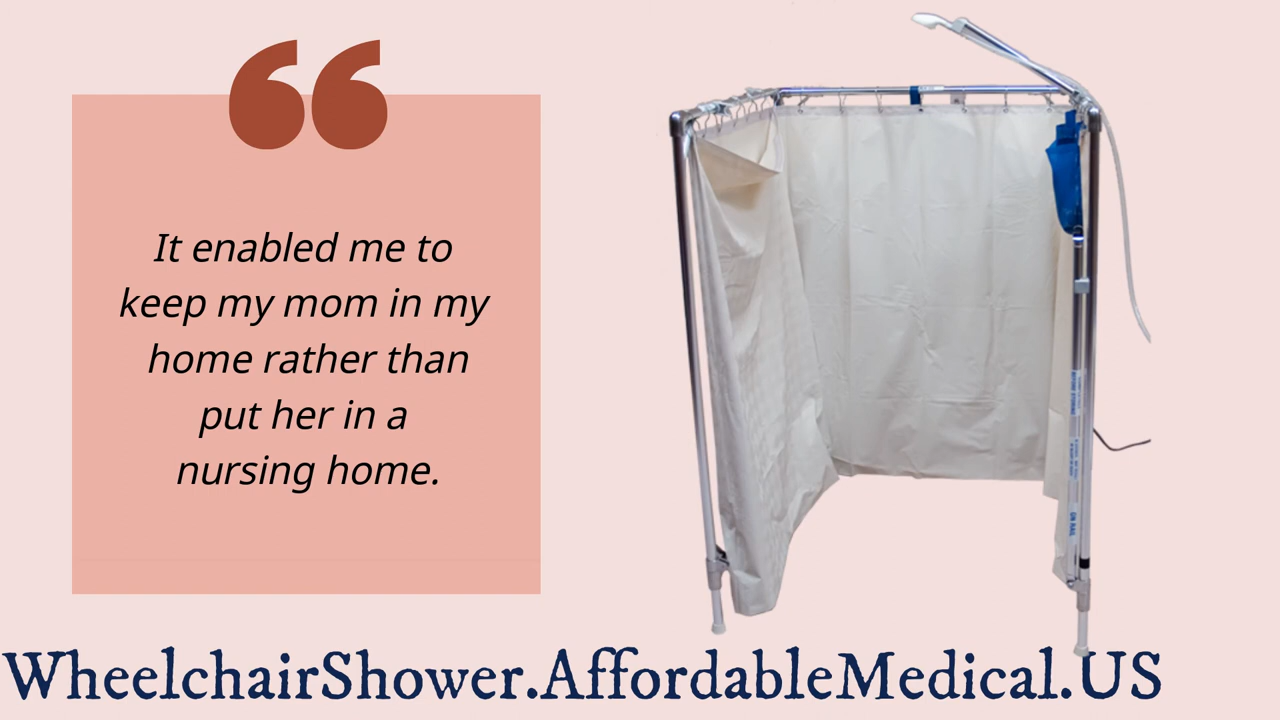 It enabled me to
keep my mom in my
home rather than
put her in a
nursing home.
WheelchairShower.AffordableMedical.US